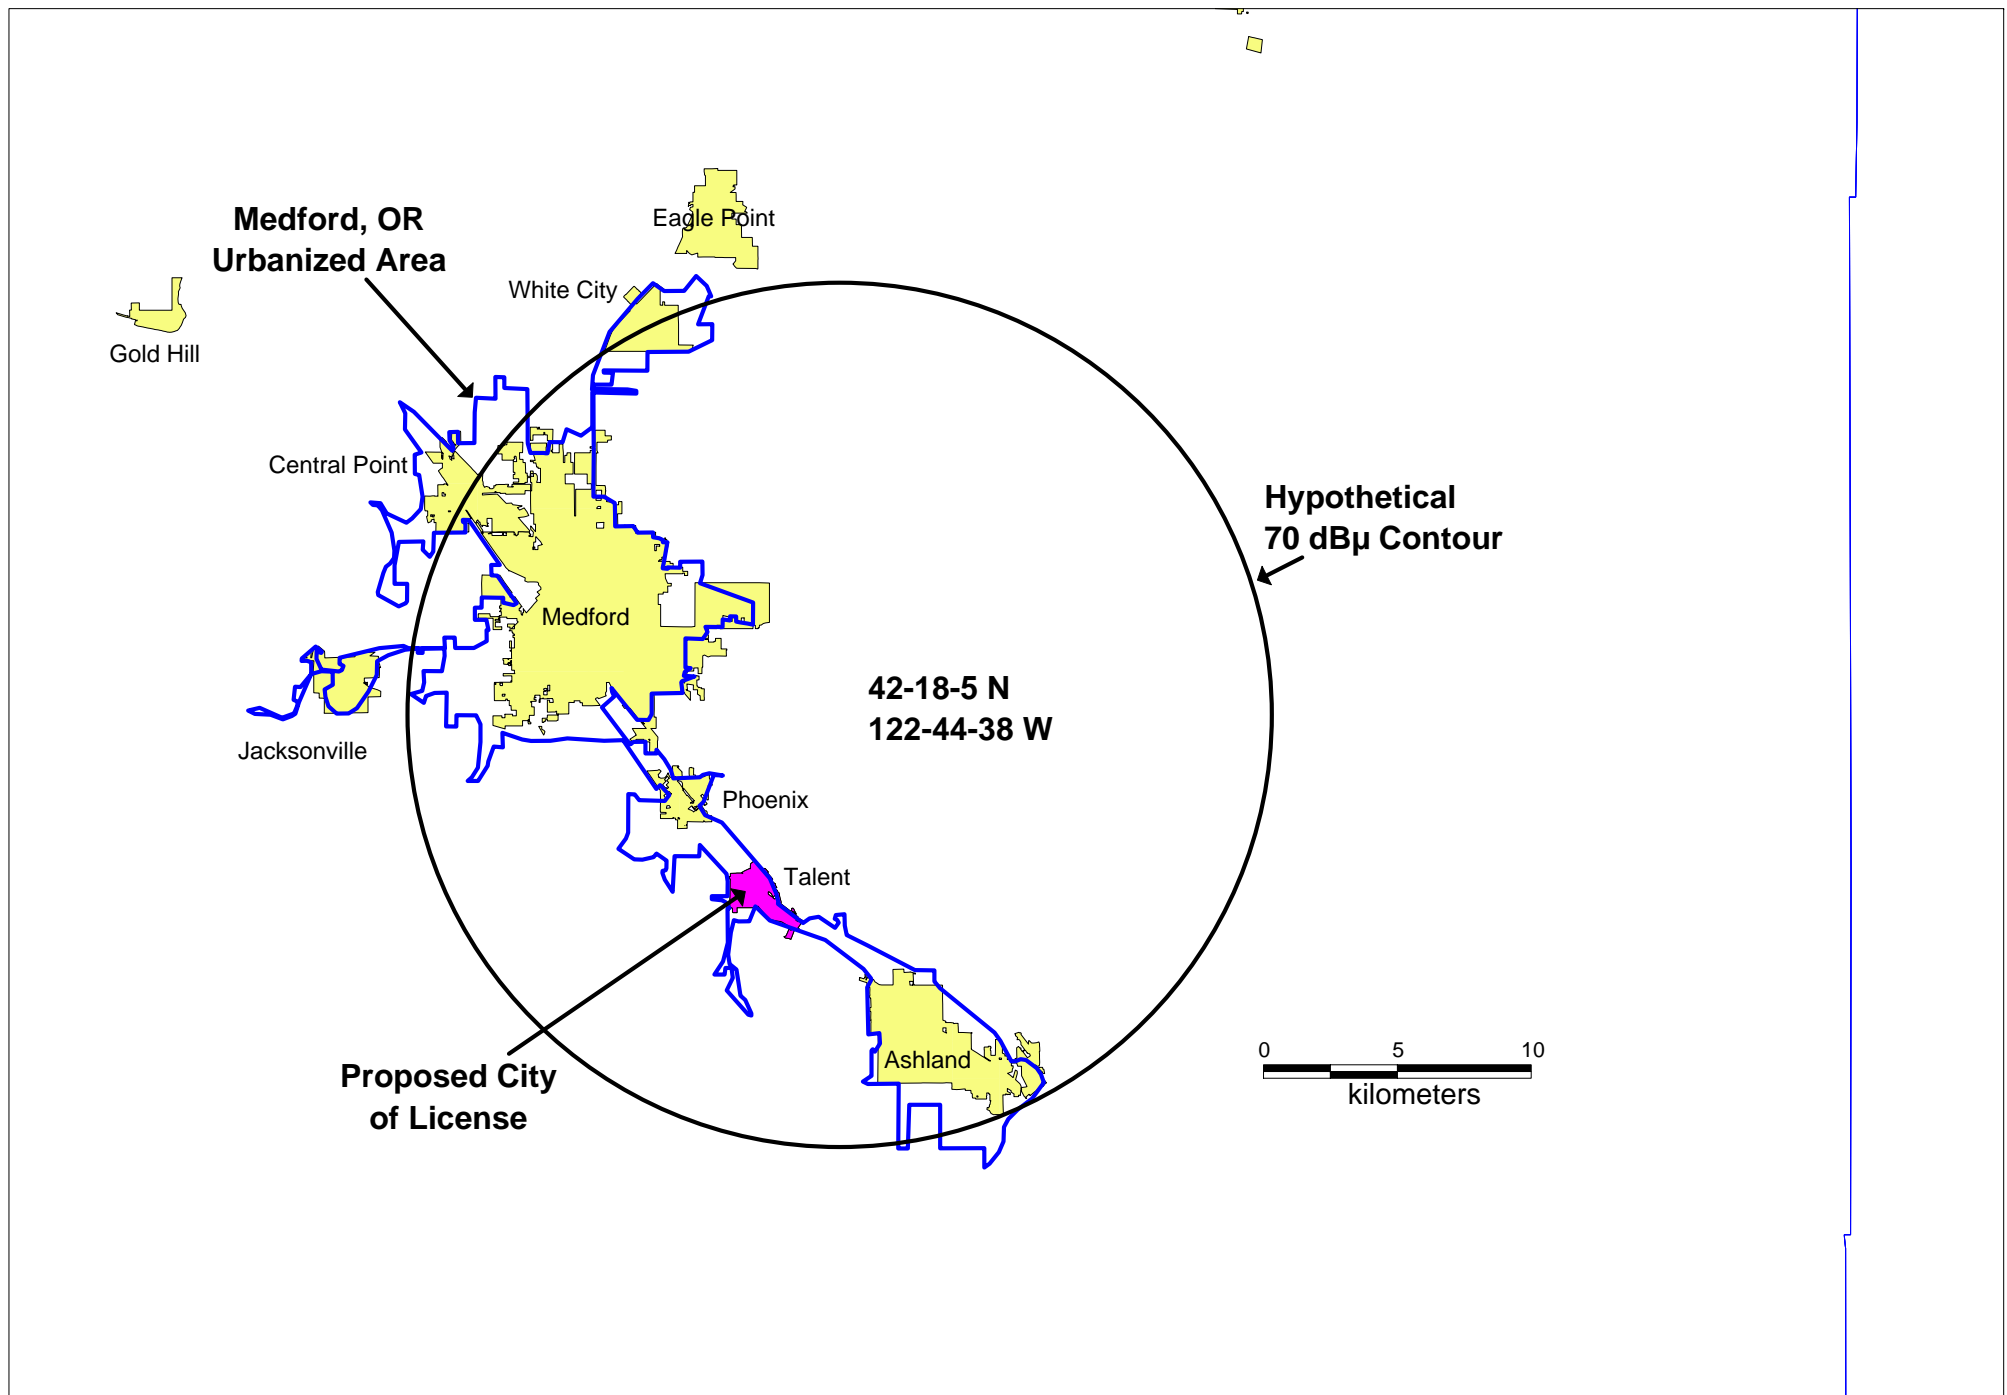 Eagle Point
Medford, OR
Urbanized Area
White City
Gold Hill
Central Point
Hypothetical
70 dBμ Contour
Medford
42-18-5 N
122-44-38 W
Jacksonville
Phoenix
Talent
Ashland
0 5 10
kilometers
Proposed City
of License